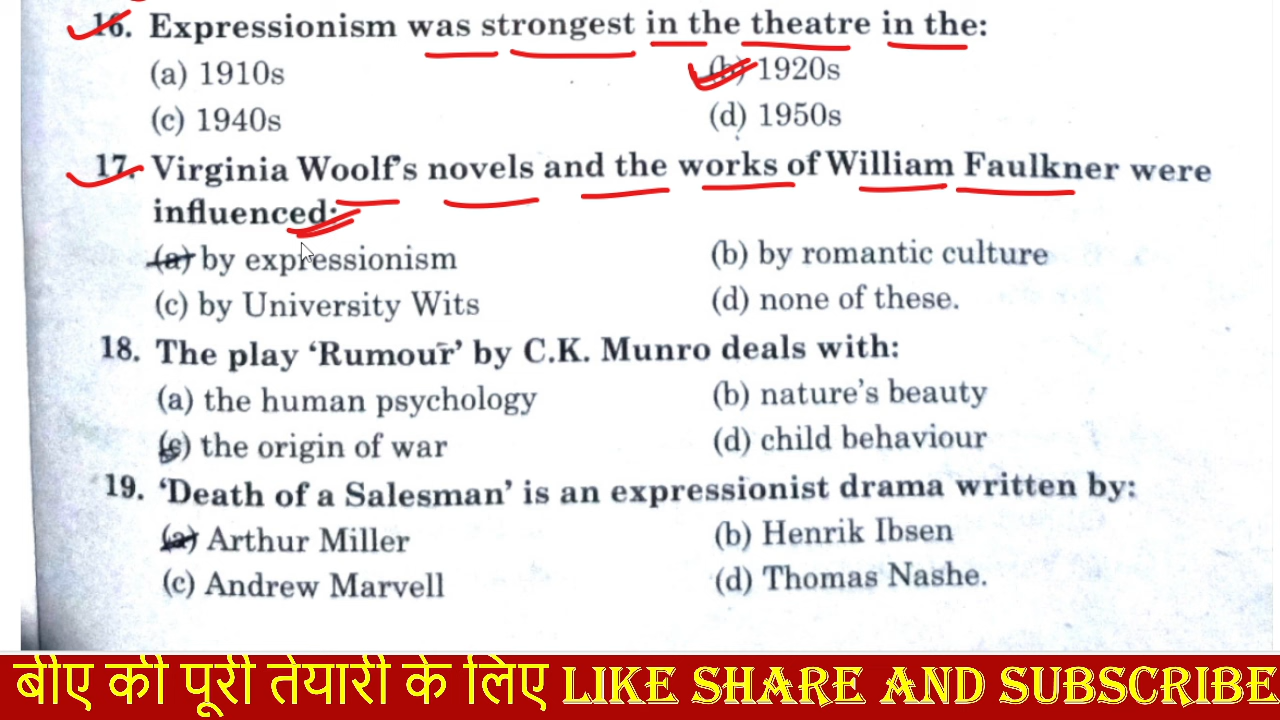 16. Expressionism was strongest in the theatre in the:
(a) 1910s (b) 1920s
(c) 1940s (d) 1950s
17. Virginia Woolf's novels and the works of William Faulkner were
influenced:
(a) by expressionism (b) by romantic culture
(c) by University Wits (d) none of these.
18. The play 'Rumour' by C.K. Munro deals with:
(a) the human psychology (b) nature's beauty
(c) the origin of war (d) child behaviour
19. 'Death of a Salesman' is an expressionist drama written by:
(a) Arthur Miller (b) Henrik Ibsen
(c) Andrew Marvell (d) Thomas Nashe.
बीए की पूरी तेयारी के लिए LIKE SHARE AND SUBSCRIBE